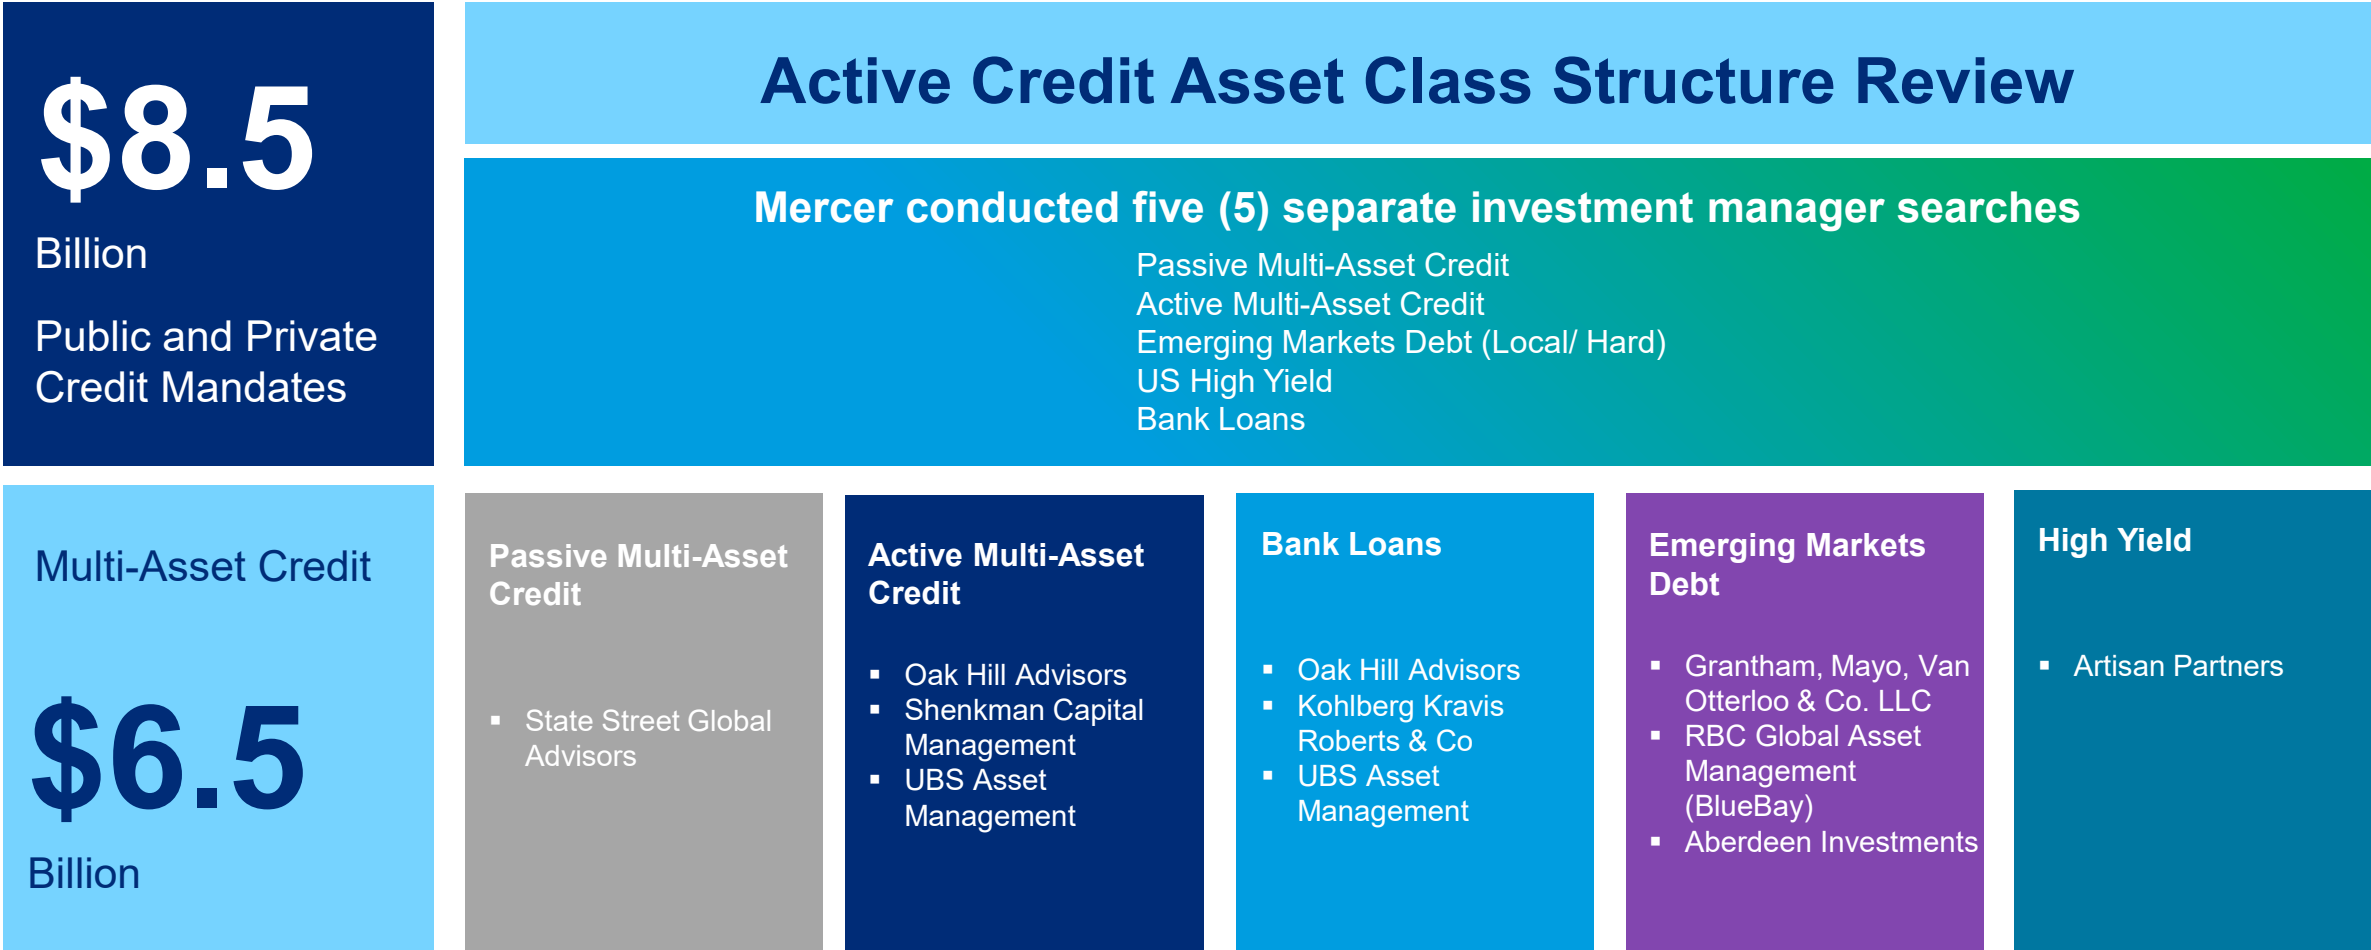 $8.5
Billion
Public and Private
Credit Mandates
Active Credit Asset Class Structure Review
Mercer conducted five (5) separate investment manager searches
Passive Multi-Asset Credit
Active Multi-Asset Credit
Emerging Markets Debt (Local/ Hard)
US High Yield
Bank Loans
Multi-Asset Credit
$6.5
Billion
Passive Multi-Asset
Credit
▪ State Street Global
Advisors
Active Multi-Asset
Credit
▪ Oak Hill Advisors
▪ Shenkman Capital
Management
▪ UBS Asset
Management
Bank Loans
▪ Oak Hill Advisors
▪ Kohlberg Kravis
Roberts & Co
▪ UBS Asset
Management
Emerging Markets
Debt
▪ Grantham, Mayo, Van
Otterloo & Co. LLC
▪ RBC Global Asset
Management
(BlueBay)
▪ Aberdeen Investments
High Yield
▪ Artisan Partners